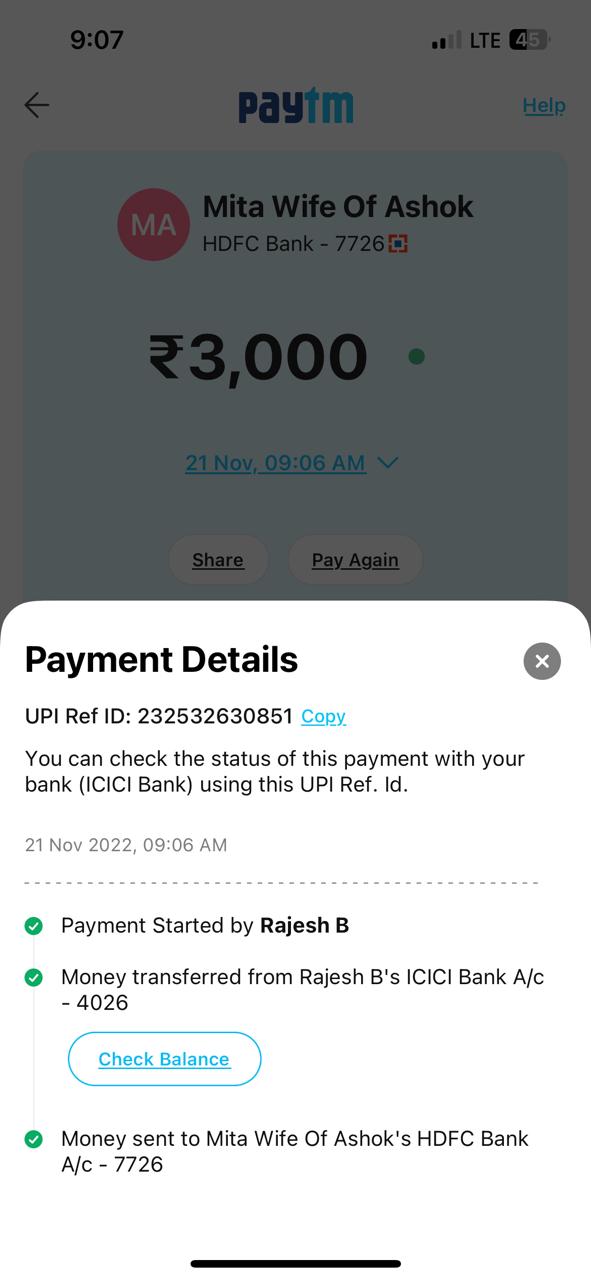 9:07
LTE 45
paytm
Help
MA
Mita Wife Of Ashok
HDFC Bank - 7726
₹3,000
21 Nov, 09:06 AM
Share
Pay Again
Payment Details
UPI Ref ID: 232532630851 Copy
You can check the status of this payment with your
bank (ICICI Bank) using this UPI Ref. Id.
21 Nov 2022, 09:06 AM
Payment Started by Rajesh B
Money transferred from Rajesh B's ICICI Bank A/c
- 4026
Check Balance
Money sent to Mita Wife Of Ashok's HDFC Bank
A/c - 7726